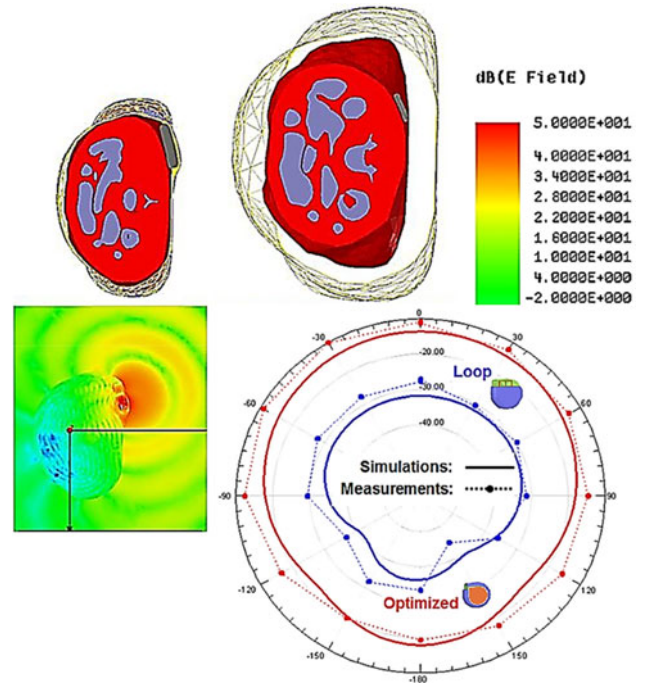 dB(E Field)
5.0000E+001
4.0000E+001
3.4000E+001
2.8000E+001
2.2000E+001
1.6000E+001
1.0000E+001
4.0000E+000
-2.0000E+000
0
-30
30
-20.00
-30.00
-40.00
Loop
-60
60
Simulations:
Measurements:
-90
90
Optimized
-120
120
-150
150
-180